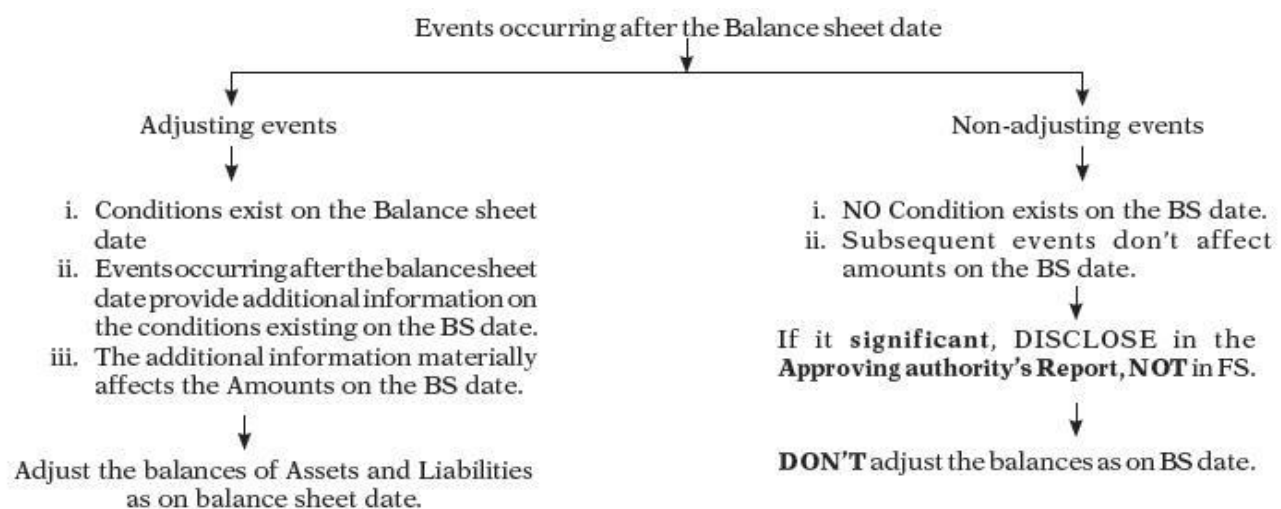 Events occurring after the Balance sheet date
Adjusting events
i. Conditions exist on the Balance sheet
date
ii. Events occurring after the balance sheet
date provide additional information on
the conditions existing on the BS date.
iii. The additional information materially
affects the Amounts on the BS date.
Adjust the balances of Assets and Liabilities
as on balance sheet date.
Non-adjusting events
i. NO Condition exists on the BS date.
ii. Subsequent events don't affect
amounts on the BS date.
If it significant, DISCLOSE in the
Approving authority's Report, NOT in FS.
DON'T adjust the balances as on BS date.